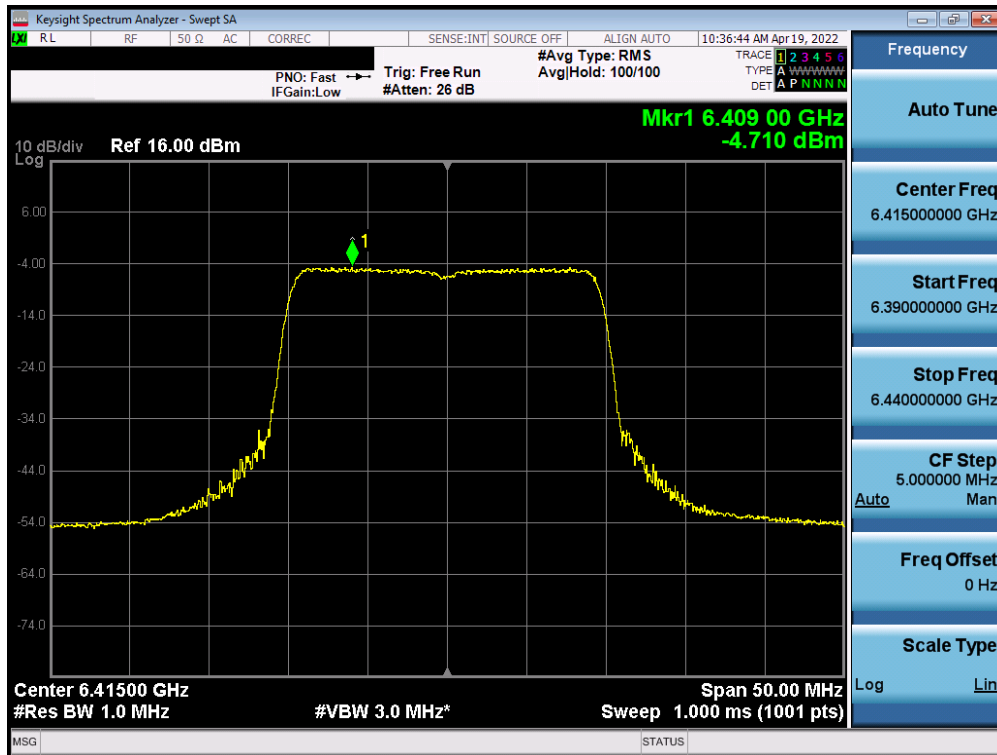 Keysight Spectrum Analyzer - Swept SA
LXI RL RF 50 Ω AC CORREC SENSE:INT SOURCE OFF ALIGN AUTO 10:36:44 AM Apr 19, 2022
PNO: Fast
IFGain:Low
Trig: Free Run
#Atten: 26 dB
#Avg Type: RMS
Avg|Hold: 100/100
TRACE 1 2 3 4 5 6
TYPE A WWWWW
DET A P N N N N
Mkr1 6.409 00 GHz
-4.710 dBm
10 dB/div Ref 16.00 dBm
Log
1
6.00
-4.00
-14.0
-24.0
-34.0
-44.0
-54.0
-64.0
-74.0
Center 6.41500 GHz Span 50.00 MHz
#Res BW 1.0 MHz #VBW 3.0 MHz* Sweep 1.000 ms (1001 pts)
MSG STATUS
Frequency
Auto Tune
Center Freq
6.415000000 GHz
Start Freq
6.390000000 GHz
Stop Freq
6.440000000 GHz
CF Step
5.000000 MHz
Auto Man
Freq Offset
0 Hz
Scale Type
Log Lin